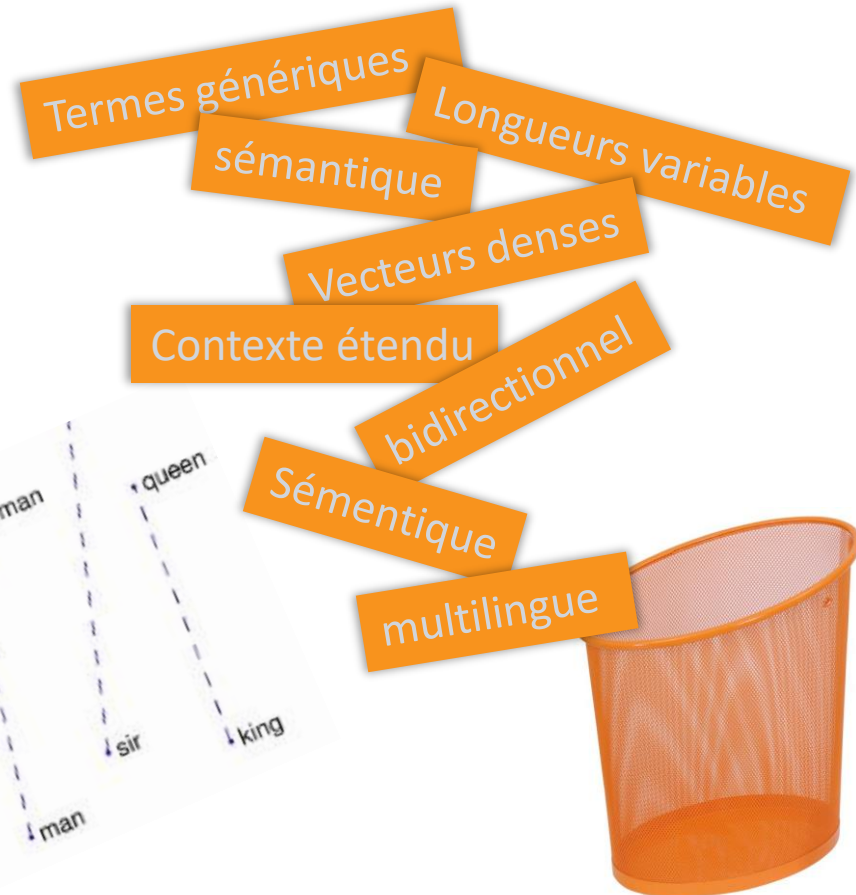 Termes génériques
Longueurs variables
sémantique
Vecteurs denses
Contexte étendu
bidirectionnel
Sémentique
multilingue
man
queen
sir
king
man